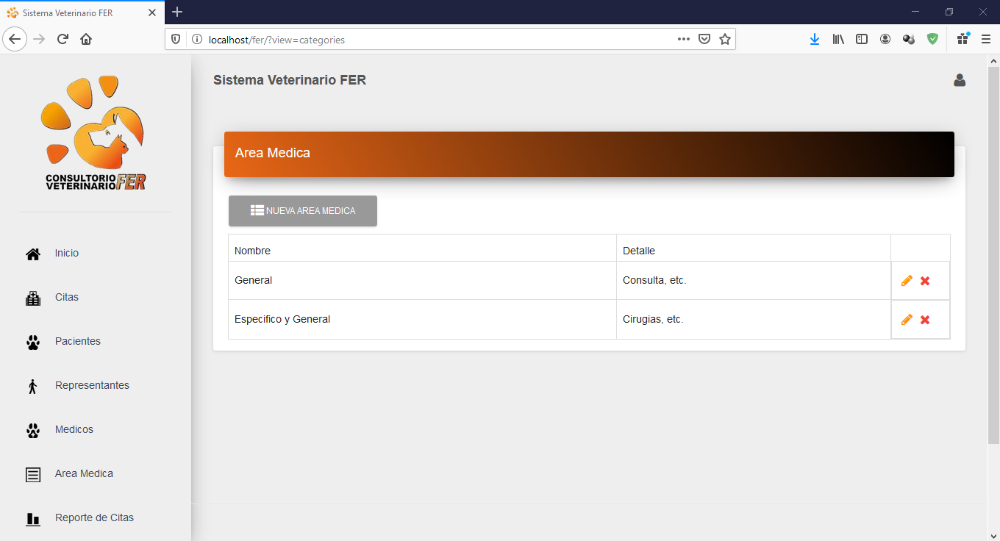 Sistema Veterinario FER
localhost/fer/?view=categories
CONSULTORIO
VETERINARIO FER
Inicio
Citas
Pacientes
Representantes
Medicos
Area Medica
Reporte de Citas
Sistema Veterinario FER
Area Medica
NUEVA AREA MEDICA
Nombre Detalle
General Consulta, etc.
Especifico y General Cirugias, etc.